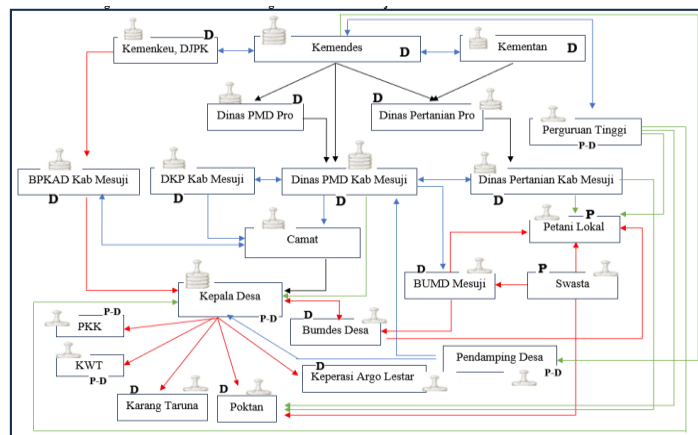 D
Kemenkeu, DJPK
Kemendes
D
Kementan
D
Dinas PMD Pro
D
D
Dinas Pertanian Pro
Perguruan Tinggi
P-D
BPKAD Kab Mesuji
D
DKP Kab Mesuji
D
Dinas PMD Kab Mesuji
D
Dinas Pertanian Kab Mesuji
D
P
Petani Lokal
Camat
D
BUMD Mesuji
P
Swasta
Kepala Desa
P-D
P-D
PKK
D
Bumdes Desa
KWT
P-D
D
Keperasi Argo Lestar
Pendamping Desa
P-D
D
Karang Taruna
D
Poktan